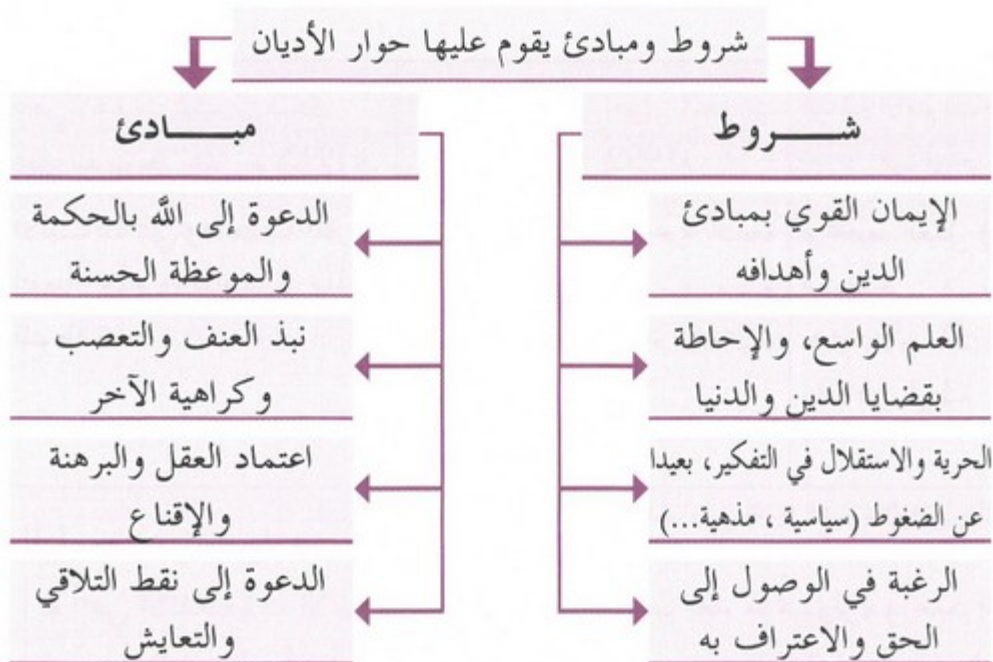 شروط ومبادئ يقوم عليها حوار الأديان
شـــــروط
الإيمان القوي بمبادئ
الدين وأهدافه
العلم الواسع، والإحاطة
بقضايا الدين والدنيا
الحرية والاستقلال في التفكير، بعيدا
عن الضغوط (سياسية ، مذهبية...)
الرغبة في الوصول إلى
الحق والاعتراف به
مبـــــادئ
الدعوة إلى الله بالحكمة
والموعظة الحسنة
نبذ العنف والتعصب
وكراهية الآخر
اعتماد العقل والبرهنة
والإقناع
الدعوة إلى نقط التلاقي
والتعايش